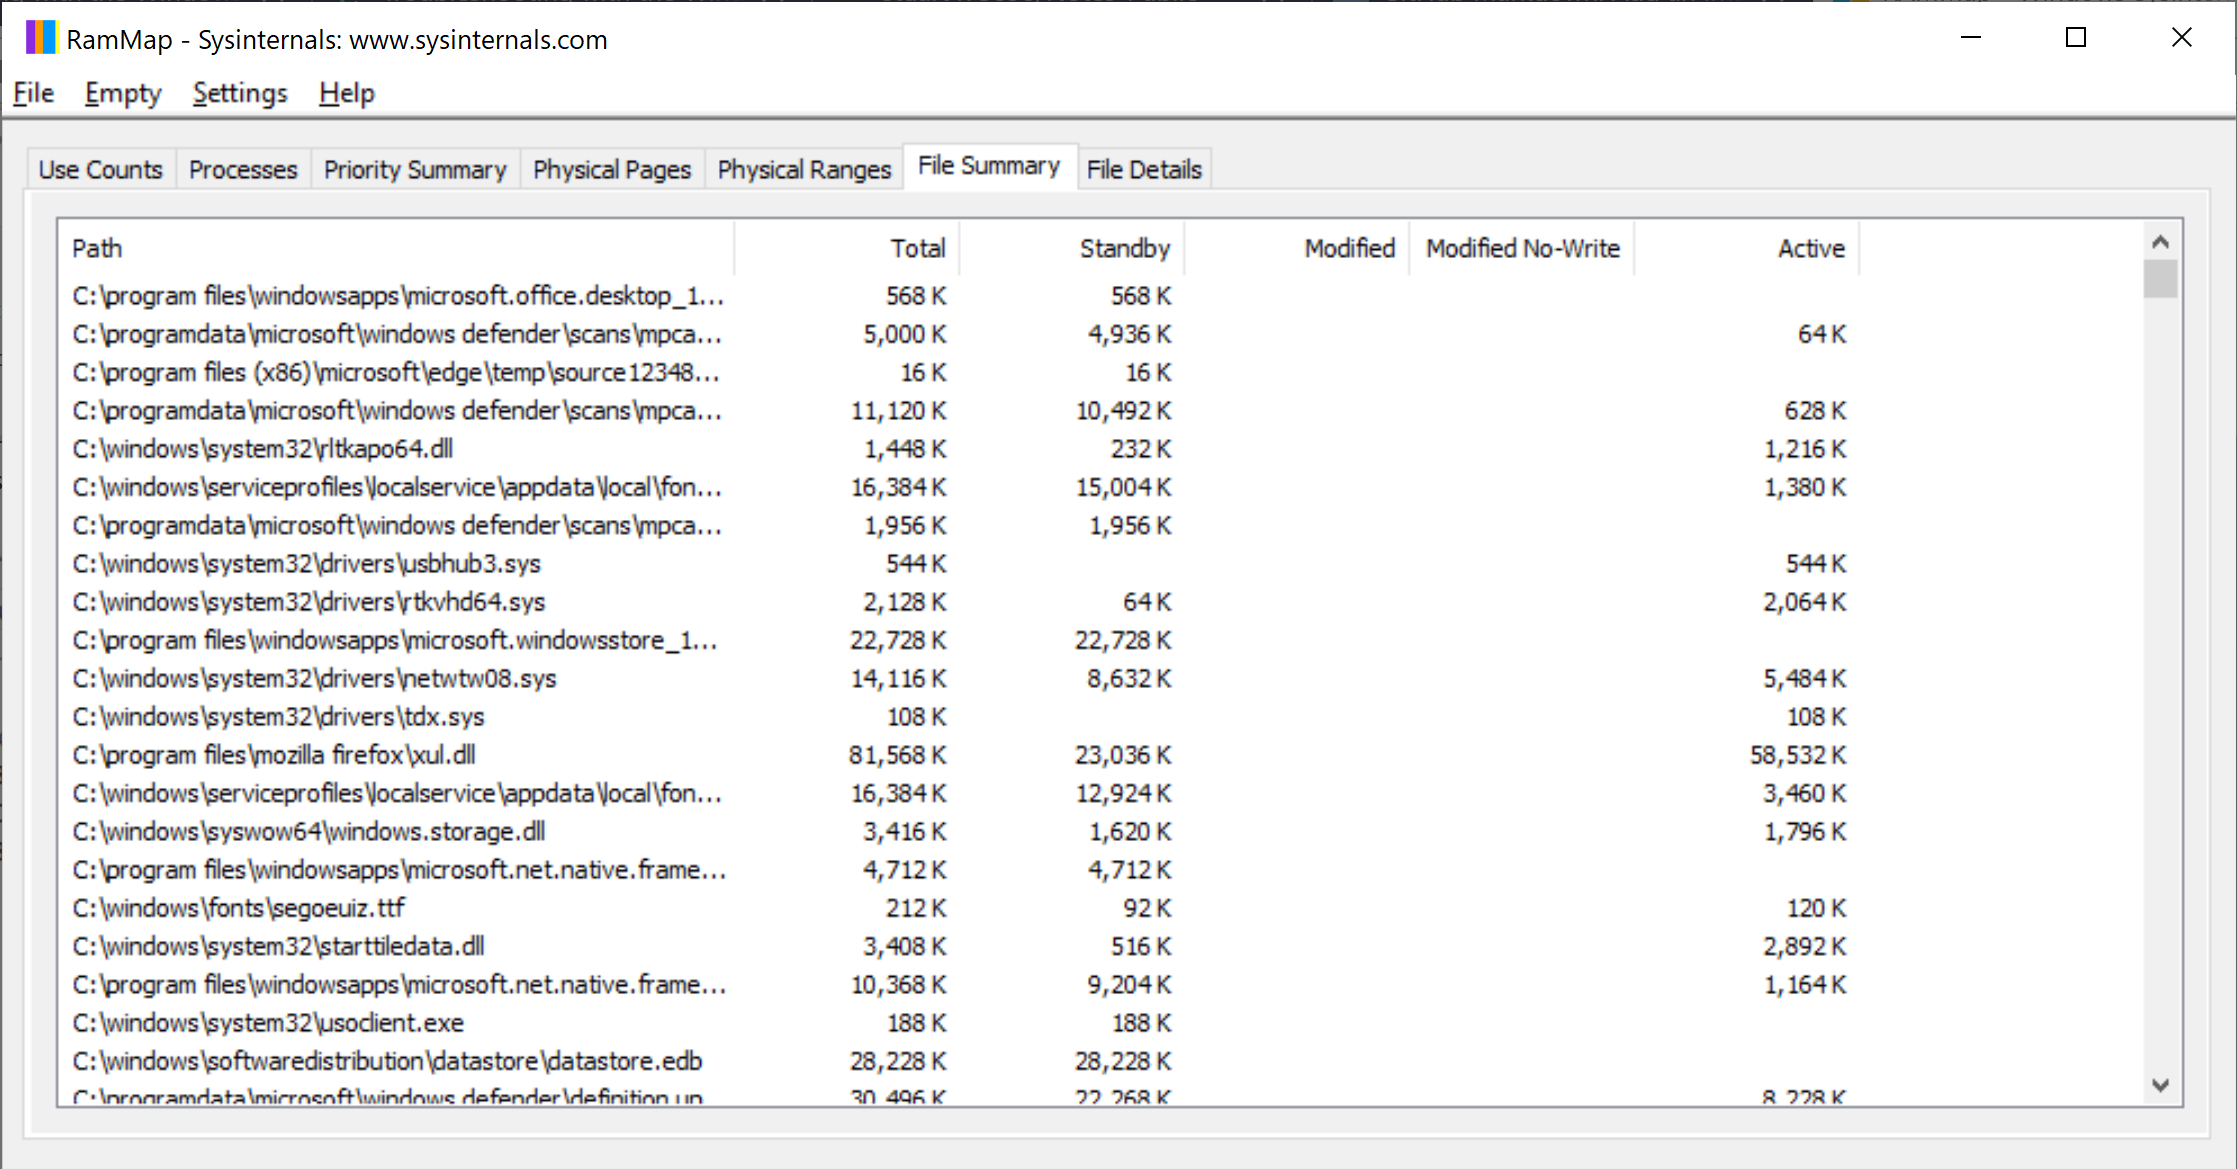 RamMap - Sysinternals: www.sysinternals.com
File Empty Settings Help
Use Counts Processes Priority Summary Physical Pages Physical Ranges File Summary File Details
Path Total Standby Modified Modified No-Write Active
C:\program files\windowsapps\microsoft.office.desktop_1... 568 K 568 K
C:\programdata\microsoft\windows defender\scans\mpca... 5,000 K 4,936 K 64 K
C:\program files (x86)\microsoft\edge\temp\source12348... 16 K 16 K
C:\programdata\microsoft\windows defender\scans\mpca... 11,120 K 10,492 K 628 K
C:\windows\system32\rltkapo64.dll 1,448 K 232 K 1,216 K
C:\windows\serviceprofiles\localservice\appdata\local\fon... 16,384 K 15,004 K 1,380 K
C:\programdata\microsoft\windows defender\scans\mpca... 1,956 K 1,956 K
C:\windows\system32\drivers\usbhub3.sys 544 K 544 K
C:\windows\system32\drivers\rtkvhd64.sys 2,128 K 64 K 2,064 K
C:\program files\windowsapps\microsoft.windowsstore_1... 22,728 K 22,728 K
C:\windows\system32\drivers\netwtw08.sys 14,116 K 8,632 K 5,484 K
C:\windows\system32\drivers\tdx.sys 108 K 108 K
C:\program files\mozilla firefox\xul.dll 81,568 K 23,036 K 58,532 K
C:\windows\serviceprofiles\localservice\appdata\local\fon... 16,384 K 12,924 K 3,460 K
C:\windows\syswow64\windows.storage.dll 3,416 K 1,620 K 1,796 K
C:\program files\windowsapps\microsoft.net.native.frame... 4,712 K 4,712 K
C:\windows\fonts\segoeuiz.ttf 212 K 92 K 120 K
C:\windows\system32\starttiledata.dll 3,408 K 516 K 2,892 K
C:\program files\windowsapps\microsoft.net.native.frame... 10,368 K 9,204 K 1,164 K
C:\windows\system32\usoclient.exe 188 K 188 K
C:\windows\softwaredistribution\datastore\datastore.edb 28,228 K 28,228 K
C:\programdata\microsoft\windows defender\definition up 30,496 K 22,268 K 8,228 K